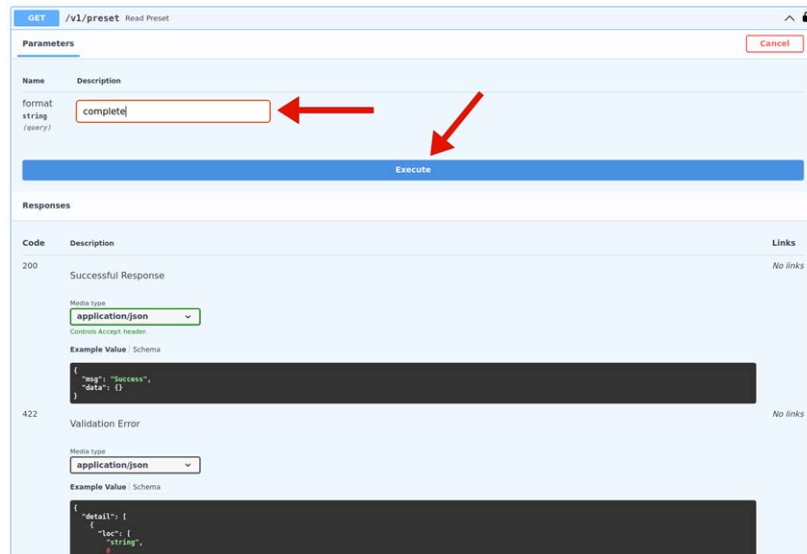 GET /v1/preset Read Preset
Parameters
Cancel
Name Description
format
string
(query)
complete
Execute
Responses
Code Description Links
200
Successful Response
No links
Media type
application/json
Controls Accept header.
Example Value | Schema
{
"msg": "Success",
"data": {}
}
422
Validation Error
No links
Media type
application/json
Example Value | Schema
{
"detail": [
{
"loc": [
"string",
0